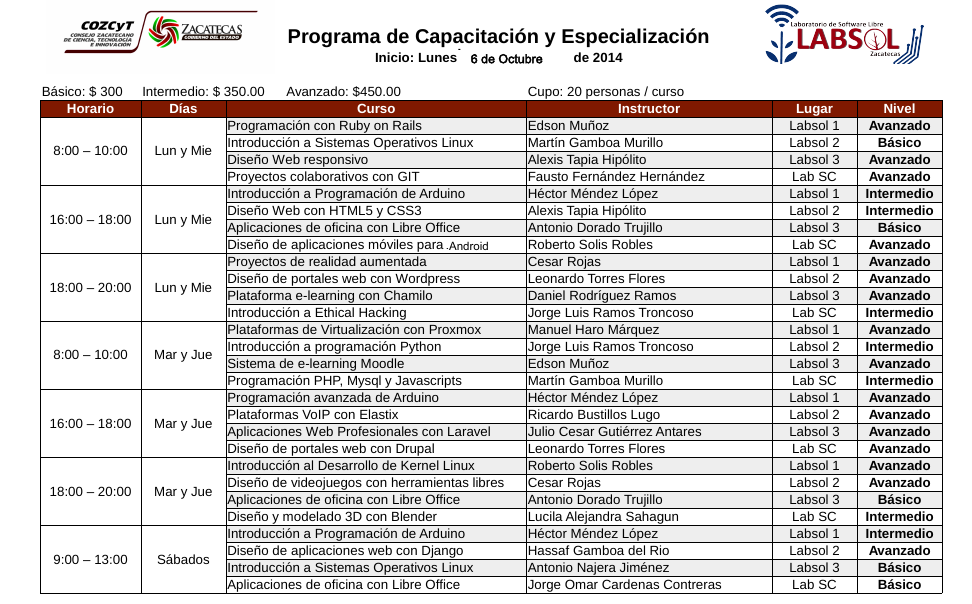 COZCyT
CONSEJO ZACATECANO
DE CIENCIA, TECNOLOGÍA
E INNOVACIÓN
ZACATECAS
GOBIERNO DEL ESTADO
Programa de Capacitación y Especialización
Inicio: Lunes 6 de Octubre de 2014
Laboratorio de Software Libre
LABSOL
Zacatecas
Básico: $ 300 Intermedio: $ 350.00 Avanzado: $450.00 Cupo: 20 personas / curso
Horario Días Curso Instructor Lugar Nivel
8:00 – 10:00 Lun y Mie
Programación con Ruby on Rails Edson Muñoz Labsol 1 Avanzado
Introducción a Sistemas Operativos Linux Martín Gamboa Murillo Labsol 2 Básico
Diseño Web responsivo Alexis Tapia Hipólito Labsol 3 Avanzado
Proyectos colaborativos con GIT Fausto Fernández Hernández Lab SC Avanzado
16:00 – 18:00 Lun y Mie
Introducción a Programación de Arduino Héctor Méndez López Labsol 1 Intermedio
Diseño Web con HTML5 y CSS3 Alexis Tapia Hipólito Labsol 2 Intermedio
Aplicaciones de oficina con Libre Office Antonio Dorado Trujillo Labsol 3 Básico
Diseño de aplicaciones móviles para .Android Roberto Solis Robles Lab SC Avanzado
18:00 – 20:00 Lun y Mie
Proyectos de realidad aumentada Cesar Rojas Labsol 1 Avanzado
Diseño de portales web con Wordpress Leonardo Torres Flores Labsol 2 Avanzado
Plataforma e-learning con Chamilo Daniel Rodríguez Ramos Labsol 3 Avanzado
Introducción a Ethical Hacking Jorge Luis Ramos Troncoso Lab SC Intermedio
8:00 – 10:00 Mar y Jue
Plataformas de Virtualización con Proxmox Manuel Haro Márquez Labsol 1 Avanzado
Introducción a programación Python Jorge Luis Ramos Troncoso Labsol 2 Intermedio
Sistema de e-learning Moodle Edson Muñoz Labsol 3 Avanzado
Programación PHP, Mysql y Javascripts Martín Gamboa Murillo Lab SC Intermedio
16:00 – 18:00 Mar y Jue
Programación avanzada de Arduino Héctor Méndez López Labsol 1 Avanzado
Plataformas VoIP con Elastix Ricardo Bustillos Lugo Labsol 2 Avanzado
Aplicaciones Web Profesionales con Laravel Julio Cesar Gutiérrez Antares Labsol 3 Avanzado
Diseño de portales web con Drupal Leonardo Torres Flores Lab SC Avanzado
18:00 – 20:00 Mar y Jue
Introducción al Desarrollo de Kernel Linux Roberto Solis Robles Labsol 1 Avanzado
Diseño de videojuegos con herramientas libres Cesar Rojas Labsol 2 Avanzado
Aplicaciones de oficina con Libre Office Antonio Dorado Trujillo Labsol 3 Básico
Diseño y modelado 3D con Blender Lucila Alejandra Sahagun Lab SC Intermedio
9:00 – 13:00 Sábados
Introducción a Programación de Arduino Héctor Méndez López Labsol 1 Intermedio
Diseño de aplicaciones web con Django Hassaf Gamboa del Rio Labsol 2 Avanzado
Introducción a Sistemas Operativos Linux Antonio Najera Jiménez Labsol 3 Básico
Aplicaciones de oficina con Libre Office Jorge Omar Cardenas Contreras Lab SC Básico